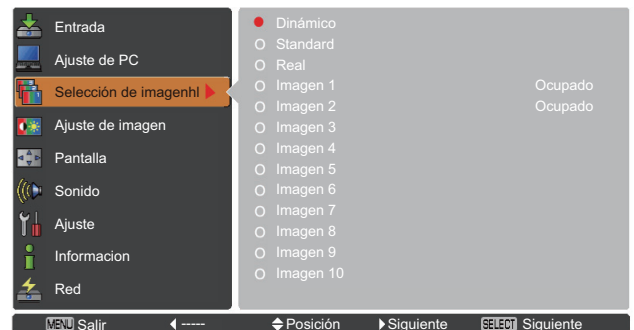 Entrada
Ajuste de PC
Selección de imagenhl
Ajuste de imagen
Pantalla
Sonido
Ajuste
Informacion
Red
Dinámico
Standard
Real
Imagen 1 Ocupado
Imagen 2 Ocupado
Imagen 3
Imagen 4
Imagen 5
Imagen 6
Imagen 7
Imagen 8
Imagen 9
Imagen 10
MENU Salir ----- Posición Siguiente SELECT Siguiente